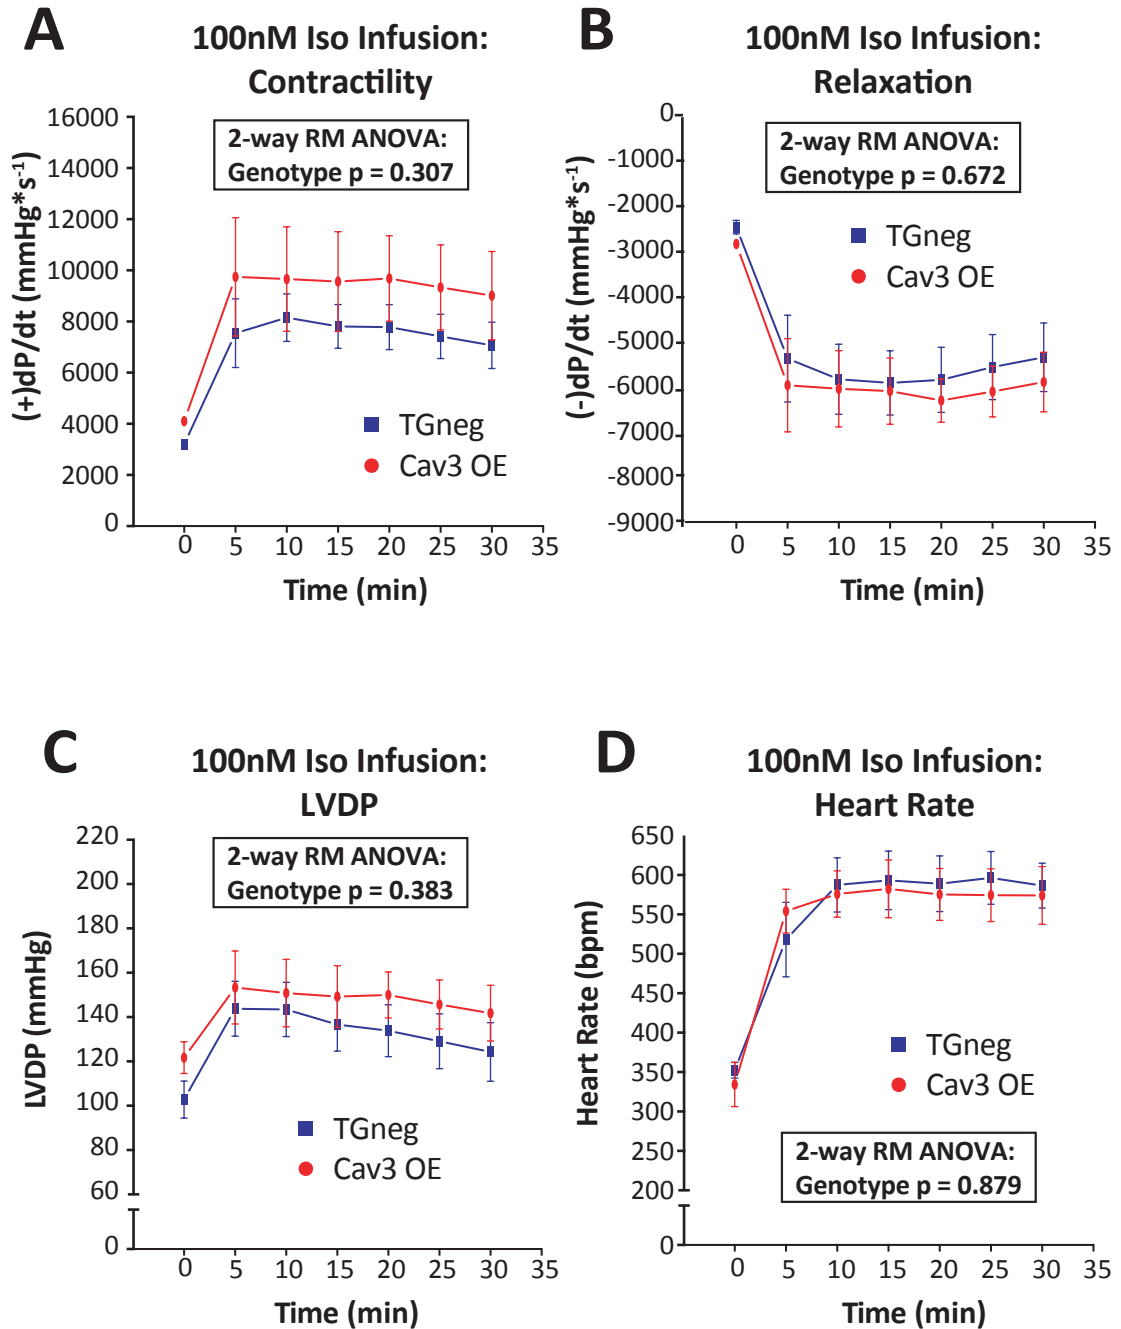 A
100nM Iso Infusion:
Contractility
(+)dP/dt (mmHg*s-1)
16000
14000
12000
10000
8000
6000
4000
2000
0
2-way RM ANOVA:
Genotype p = 0.307
TGneg
Cav3 OE
0 5 10 15 20 25 30 35
Time (min)
B
100nM Iso Infusion:
Relaxation
(-)dP/dt (mmHg*s-1)
0
-1000
-2000
-3000
-4000
-5000
-6000
-7000
-8000
-9000
2-way RM ANOVA:
Genotype p = 0.672
TGneg
Cav3 OE
0 5 10 15 20 25 30 35
Time (min)
C
100nM Iso Infusion:
LVDP
LVDP (mmHg)
220
200
180
160
140
120
100
80
60
0
2-way RM ANOVA:
Genotype p = 0.383
TGneg
Cav3 OE
0 5 10 15 20 25 30 35
Time (min)
D
100nM Iso Infusion:
Heart Rate
Heart Rate (bpm)
650
600
550
500
450
400
350
300
250
200
0
TGneg
Cav3 OE
2-way RM ANOVA:
Genotype p = 0.879
0 5 10 15 20 25 30 35
Time (min)